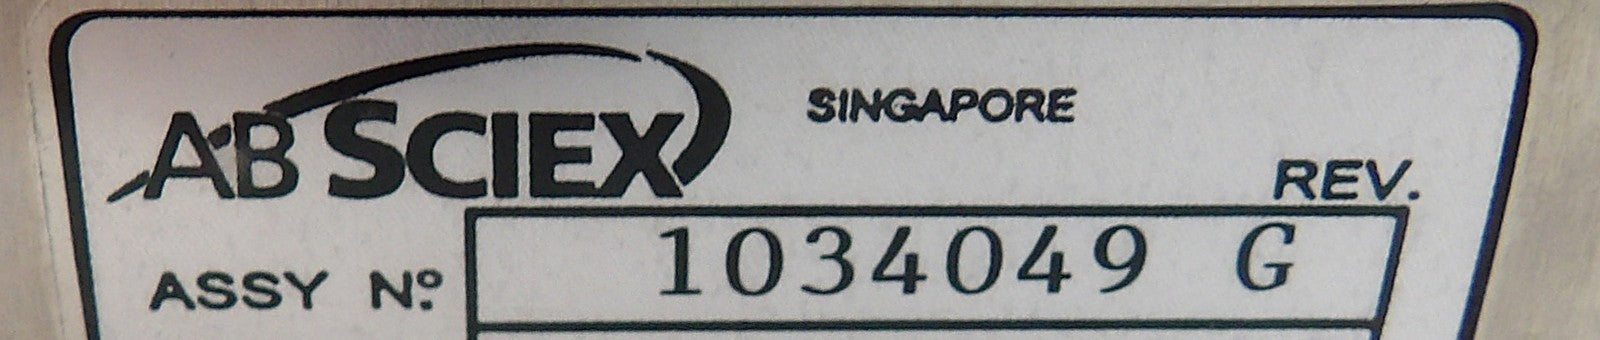 AB SCIEX SINGAPORE
REV.
ASSY Nº. 1034049 G